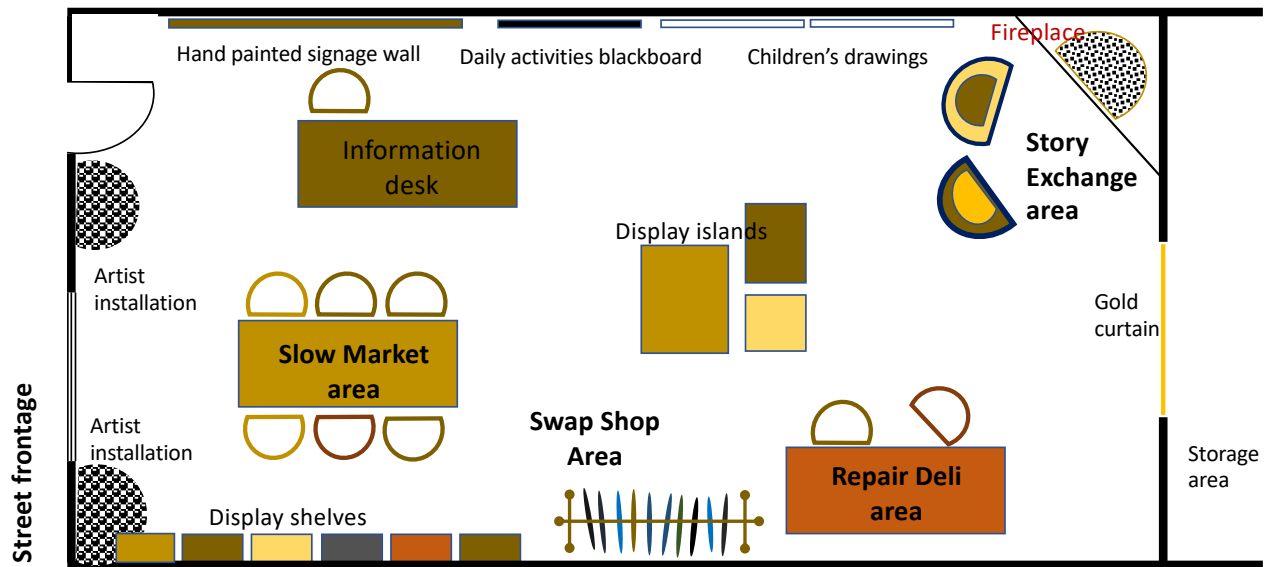 Hand painted signage wall
Daily activities blackboard
Children’s drawings
Fireplace
Information
desk
Story
Exchange
area
Display islands
Artist
installation
Gold
curtain
Slow Market
area
Street frontage
Artist
installation
Swap Shop
Area
Repair Deli
area
Storage
area
Display shelves